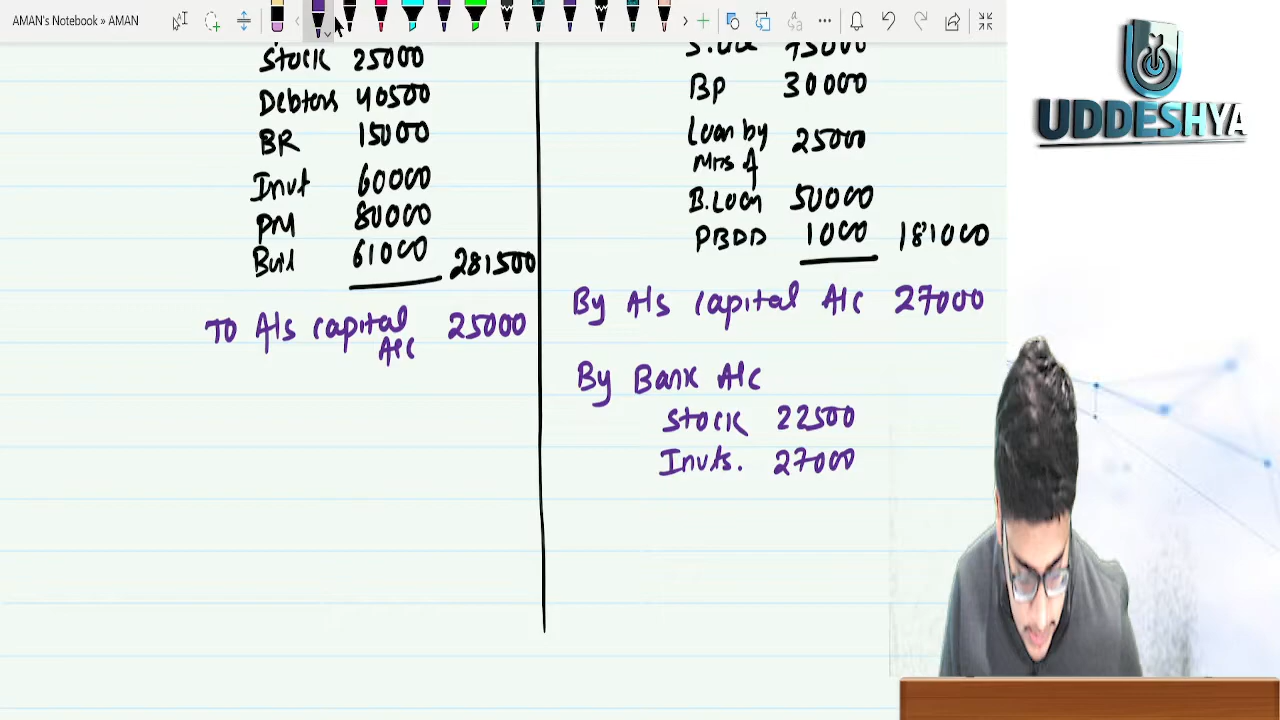 AMAN's Notebook » AMAN
UDDESHYA
Stock 25000
Debtors 40500
BR 15000
Invt 60000
PM 80000
Buil 61000 281500
To A's capital A/c 25000
BP 30000
Loan by Mrs A 25000
B.Loan 50000
PBDD 1000 181000
By A's capital A/c 27000
By Bank A/c
Stock 22500
Invts. 27000